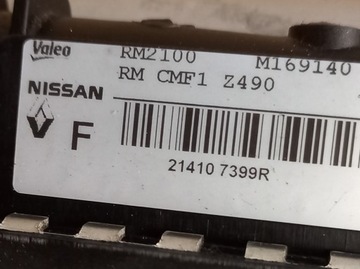 Valeo RM2100 M169140
RM CMF1 Z490
NISSAN
F
21410 7399R